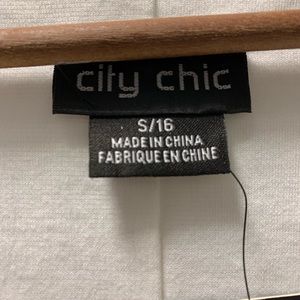 city chic
S/16
MADE IN CHINA
FABRIQUE EN CHINE